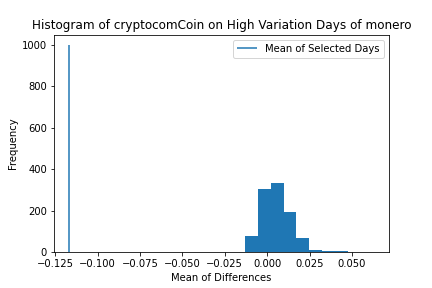 Histogram of cryptocomCoin on High Variation Days of monero
Mean of Selected Days
Frequency
1000
800
600
400
200
0
−0.125 −0.100 −0.075 −0.050 −0.025 0.000 0.025 0.050
Mean of Differences